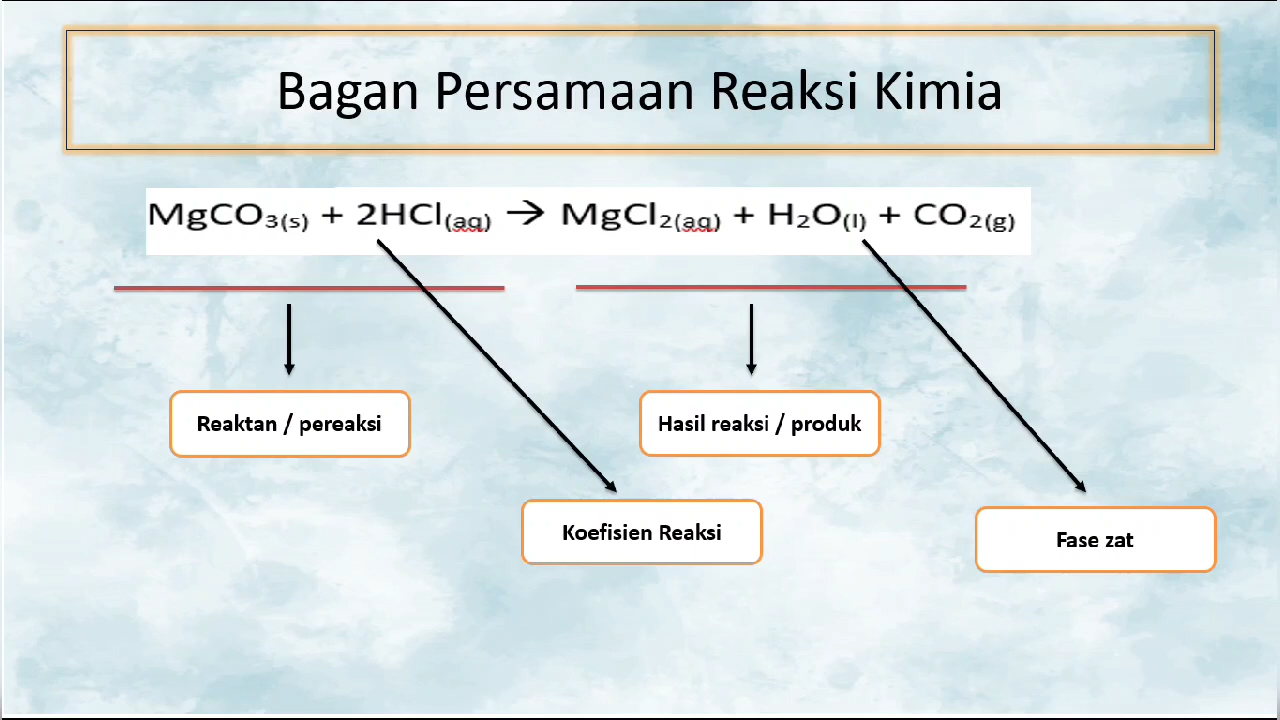 Bagan Persamaan Reaksi Kimia
MgCO₃(s) + 2HCl(aq) → MgCl₂(aq) + H₂O(l) + CO₂(g)
Reaktan / pereaksi
Hasil reaksi / produk
Koefisien Reaksi
Fase zat